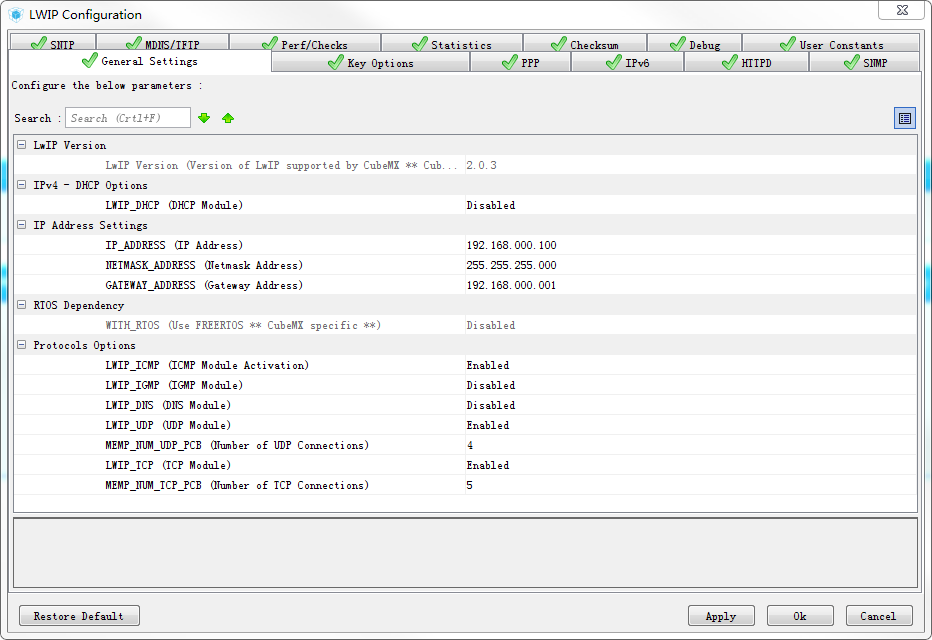 LWIP Configuration
SNTP MDNS/TFTP Perf/Checks Statistics Checksum Debug User Constants
General Settings Key Options PPP IPv6 HTTPD SNMP
Configure the below parameters :
Search : Search (Crtl+F)
LwIP Version
LwIP Version (Version of LwIP supported by CubeMX ** Cub... 2.0.3
IPv4 - DHCP Options
LWIP_DHCP (DHCP Module) Disabled
IP Address Settings
IP_ADDRESS (IP Address) 192.168.000.100
NETMASK_ADDRESS (Netmask Address) 255.255.255.000
GATEWAY_ADDRESS (Gateway Address) 192.168.000.001
RTOS Dependency
WITH_RTOS (Use FREERTOS ** CubeMX specific **) Disabled
Protocols Options
LWIP_ICMP (ICMP Module Activation) Enabled
LWIP_IGMP (IGMP Module) Disabled
LWIP_DNS (DNS Module) Disabled
LWIP_UDP (UDP Module) Enabled
MEMP_NUM_UDP_PCB (Number of UDP Connections) 4
LWIP_TCP (TCP Module) Enabled
MEMP_NUM_TCP_PCB (Number of TCP Connections) 5
Restore Default Apply Ok Cancel